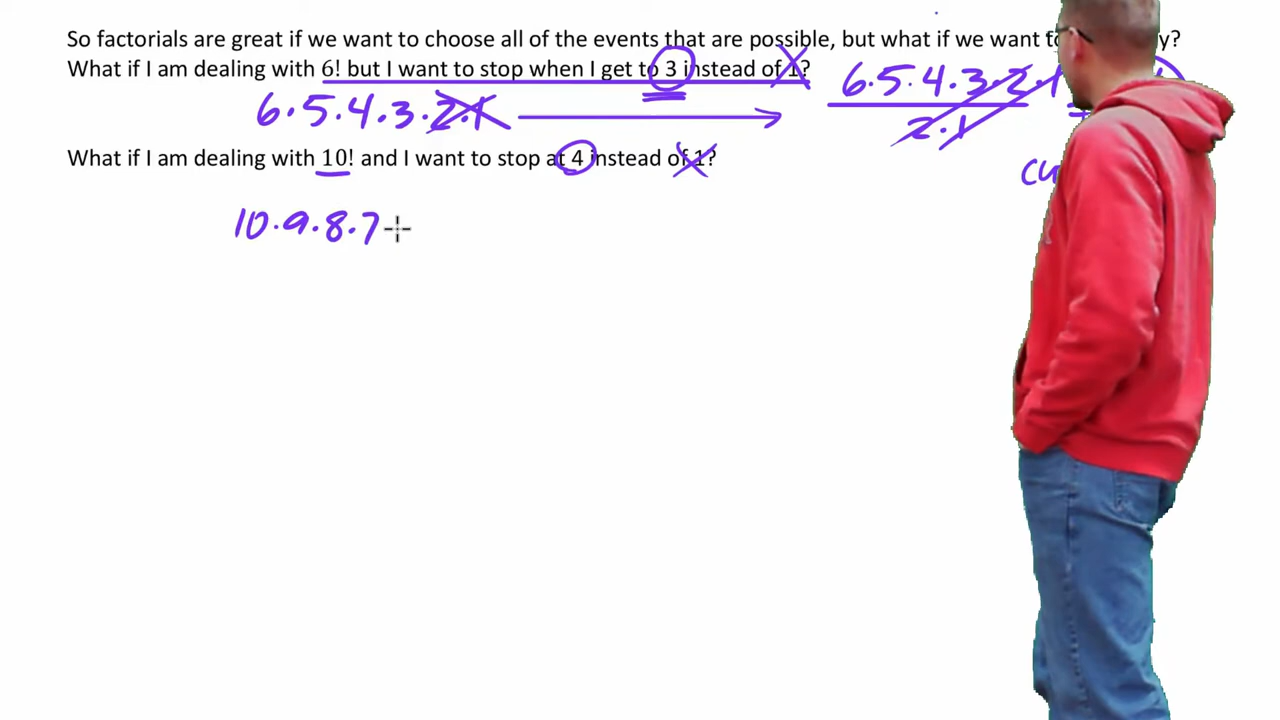 So factorials are great if we want to choose all of the events that are possible, but what if we want
What if I am dealing with 6! but I want to stop when I get to 3 instead of 1?
6·5·4·3·2·1
6·5·4·3·2·1
2·1
What if I am dealing with 10! and I want to stop at 4 instead of 1?
10·9·8·7